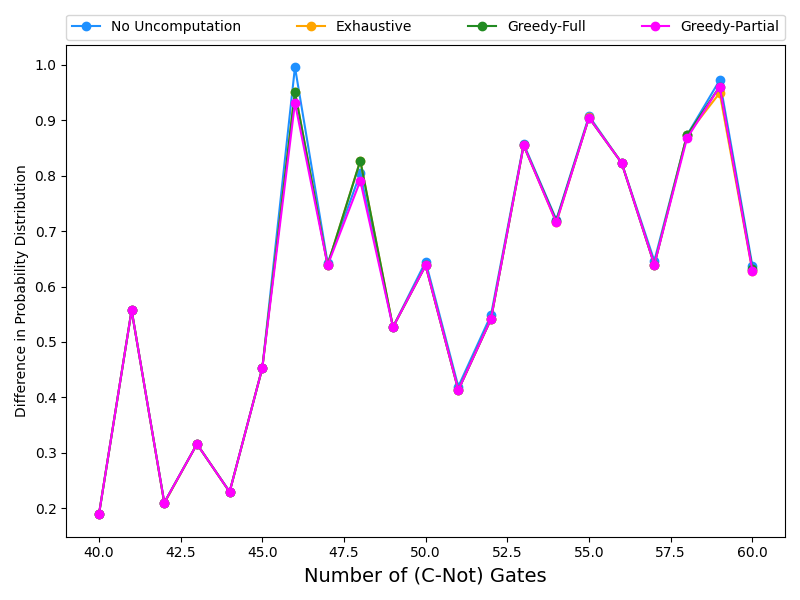 No Uncomputation Exhaustive Greedy-Full Greedy-Partial
1.0
0.9
0.8
0.7
0.6
0.5
0.4
0.3
0.2
Difference in Probability Distribution
40.0 42.5 45.0 47.5 50.0 52.5 55.0 57.5 60.0
Number of (C-Not) Gates